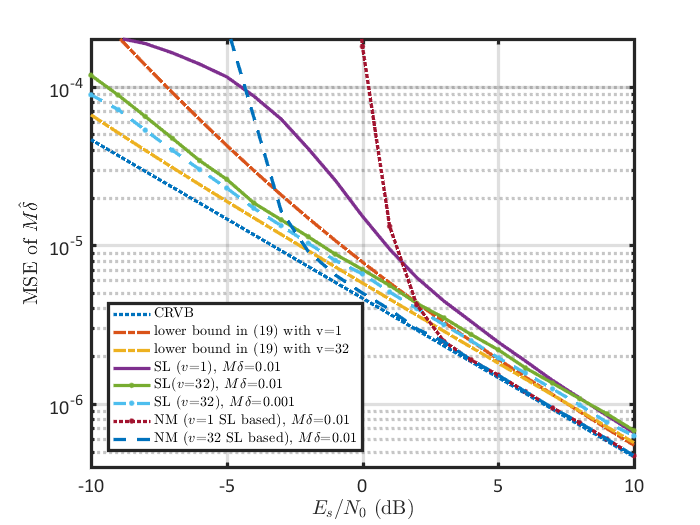 10^-4
10^-5
10^-6
MSE of Mδ̂
CRVB
lower bound in (19) with v=1
lower bound in (19) with v=32
SL (v=1), Mδ=0.01
SL(v=32), Mδ=0.01
SL (v=32), Mδ=0.001
NM (v=1 SL based), Mδ=0.01
NM (v=32 SL based), Mδ=0.01
-10 -5 0 5 10
E_s/N_0 (dB)